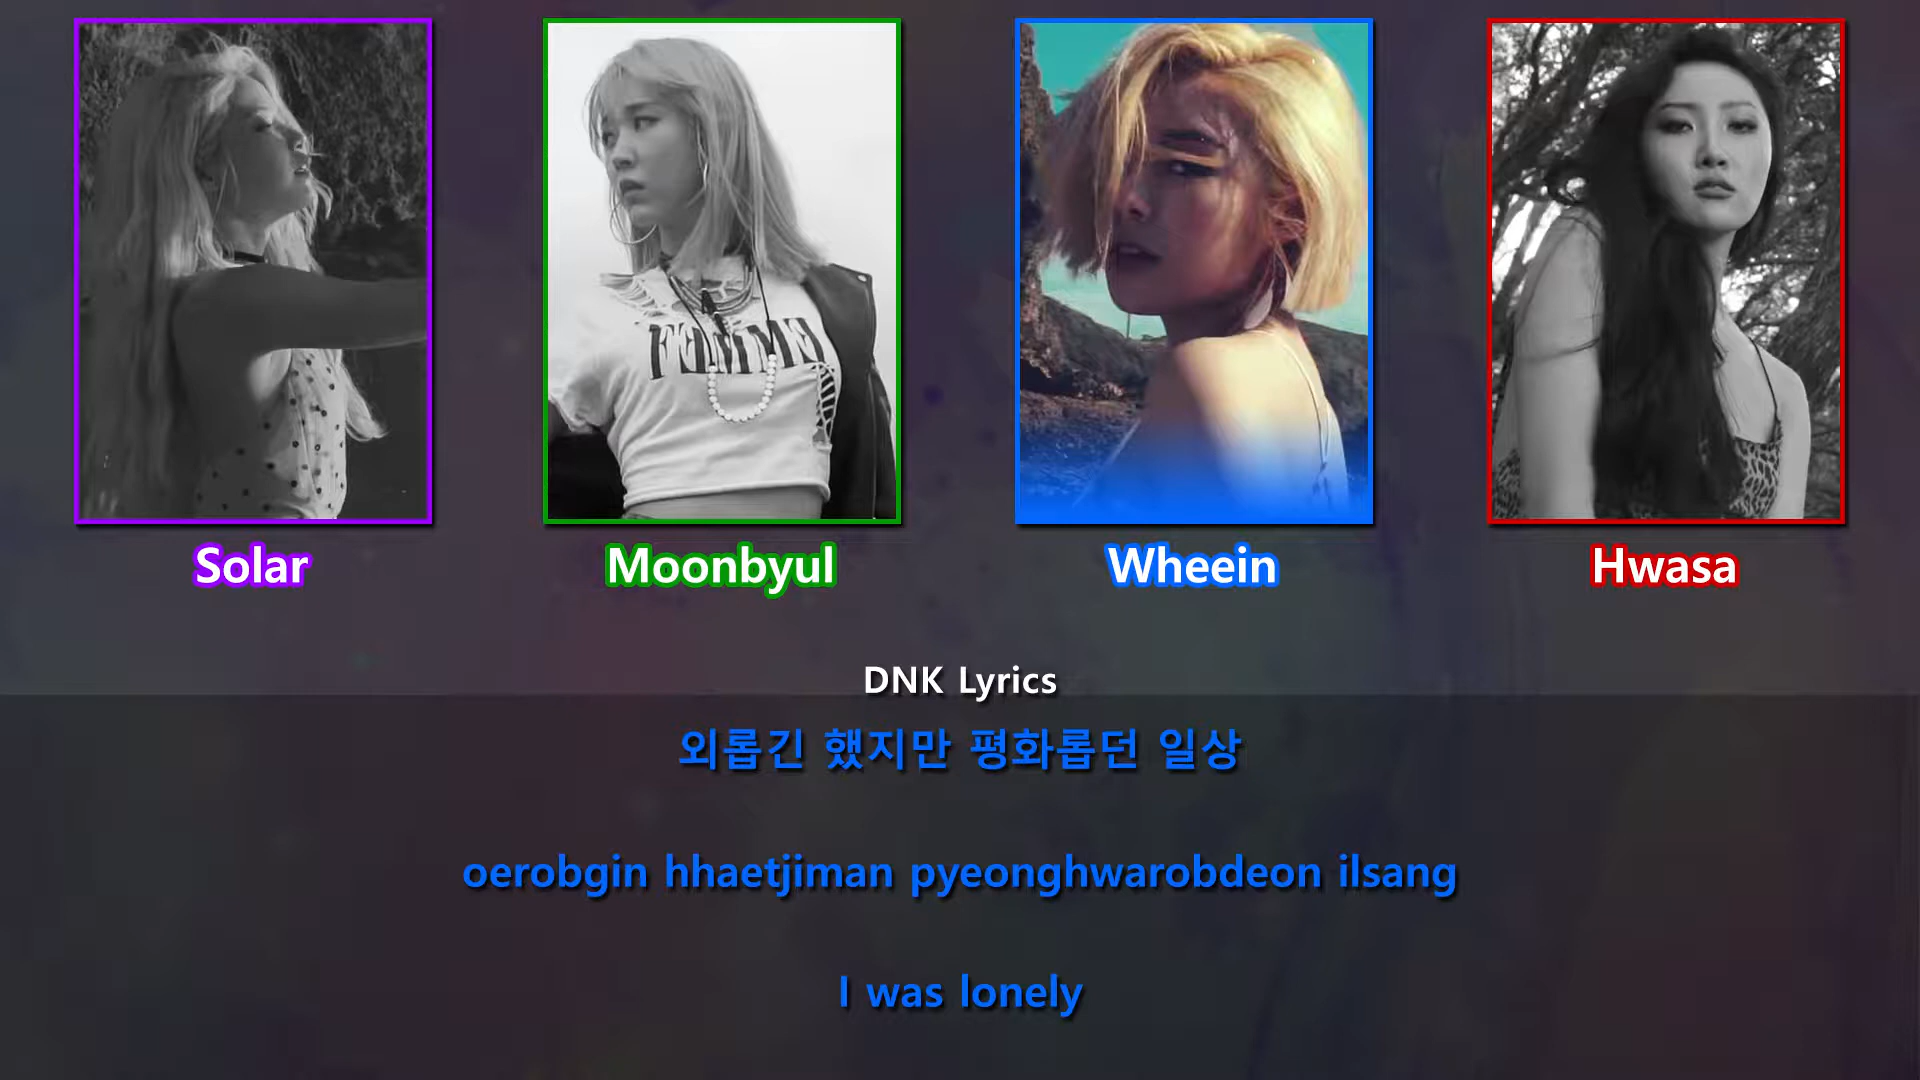 FEMME
Solar
Moonbyul
Wheein
Hwasa
DNK Lyrics
외롭긴 했지만 평화롭던 일상
oerobgin hhaetjiman pyeonghwarobdeon ilsang
I was lonely